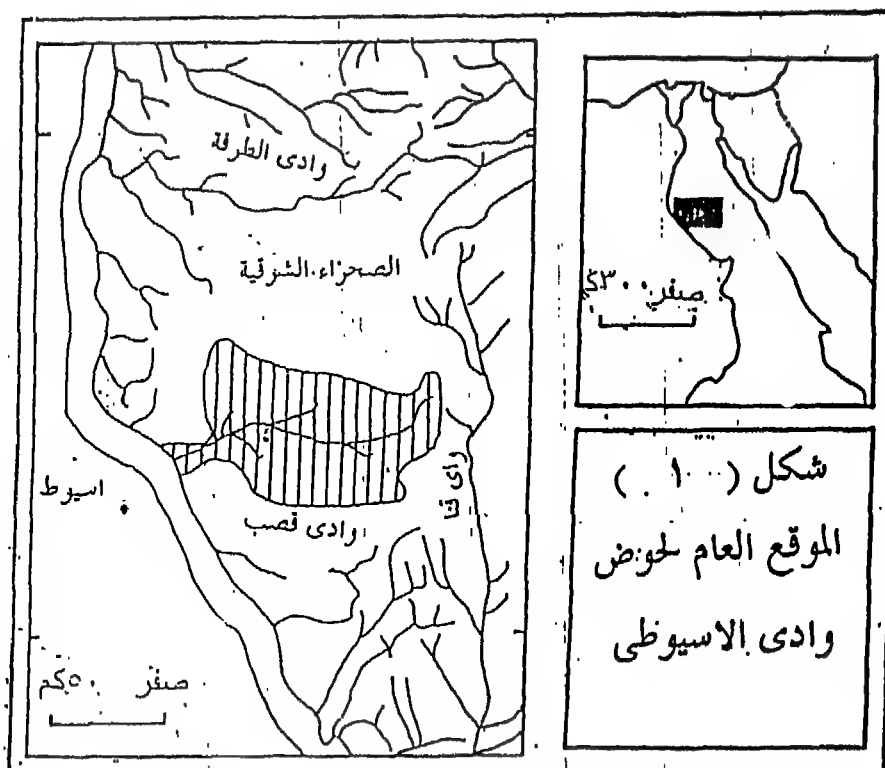 وادى الطرفة
الصحراء الشرقية
اسيوط
وادى قصب
وادى قنا
صفر ٥٠كم
صفر ٣٠٠ك
شكل ( ١ )
الموقع العام لحوض
وادى الاسيوطى